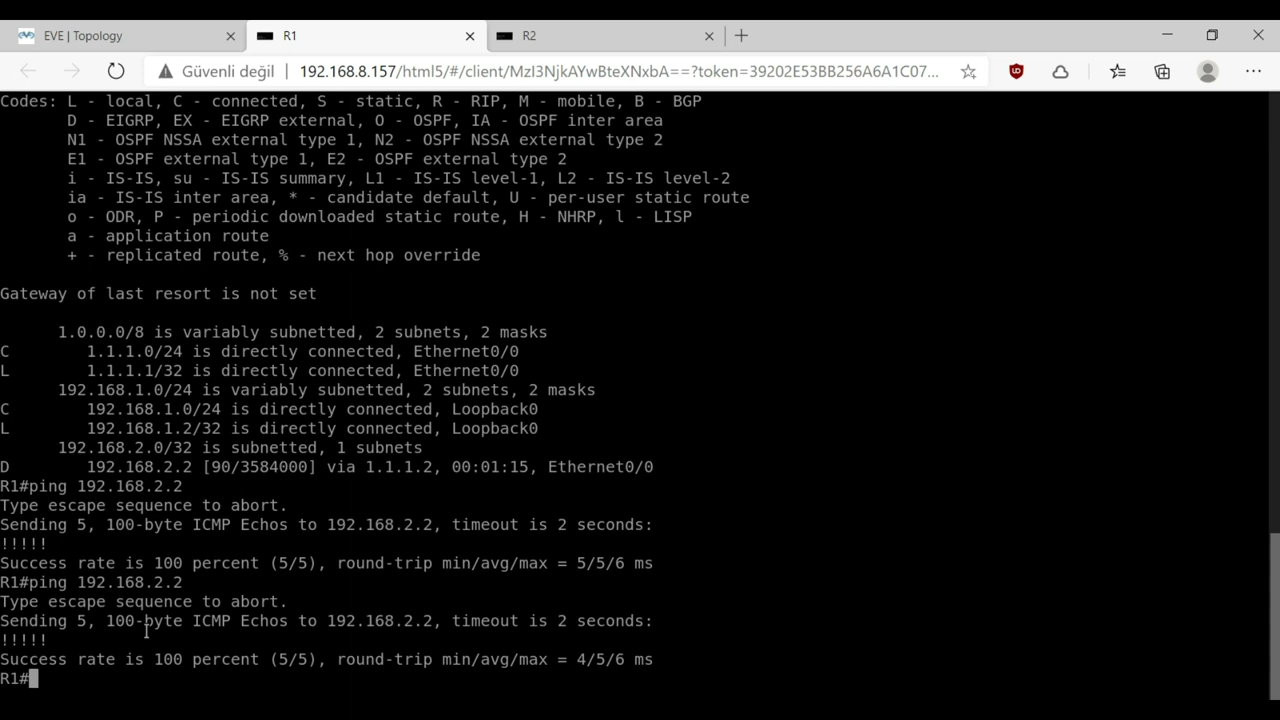 EVE | Topology
R1
R2
Güvenli değil
192.168.8.157/html5/#/client/MzI3NjkAYwBteXNxbA==?token=39202E53BB256A6A1C07...
Codes: L - local, C - connected, S - static, R - RIP, M - mobile, B - BGP
D - EIGRP, EX - EIGRP external, O - OSPF, IA - OSPF inter area
N1 - OSPF NSSA external type 1, N2 - OSPF NSSA external type 2
E1 - OSPF external type 1, E2 - OSPF external type 2
i - IS-IS, su - IS-IS summary, L1 - IS-IS level-1, L2 - IS-IS level-2
ia - IS-IS inter area, * - candidate default, U - per-user static route
o - ODR, P - periodic downloaded static route, H - NHRP, l - LISP
a - application route
+ - replicated route, % - next hop override
Gateway of last resort is not set
1.0.0.0/8 is variably subnetted, 2 subnets, 2 masks
C 1.1.1.0/24 is directly connected, Ethernet0/0
L 1.1.1.1/32 is directly connected, Ethernet0/0
192.168.1.0/24 is variably subnetted, 2 subnets, 2 masks
C 192.168.1.0/24 is directly connected, Loopback0
L 192.168.1.2/32 is directly connected, Loopback0
192.168.2.0/32 is subnetted, 1 subnets
D 192.168.2.2 [90/3584000] via 1.1.1.2, 00:01:15, Ethernet0/0
R1#ping 192.168.2.2
Type escape sequence to abort.
Sending 5, 100-byte ICMP Echos to 192.168.2.2, timeout is 2 seconds:
!!!!!
Success rate is 100 percent (5/5), round-trip min/avg/max = 5/5/6 ms
R1#ping 192.168.2.2
Type escape sequence to abort.
Sending 5, 100-byte ICMP Echos to 192.168.2.2, timeout is 2 seconds:
!!!!!
Success rate is 100 percent (5/5), round-trip min/avg/max = 4/5/6 ms
R1#